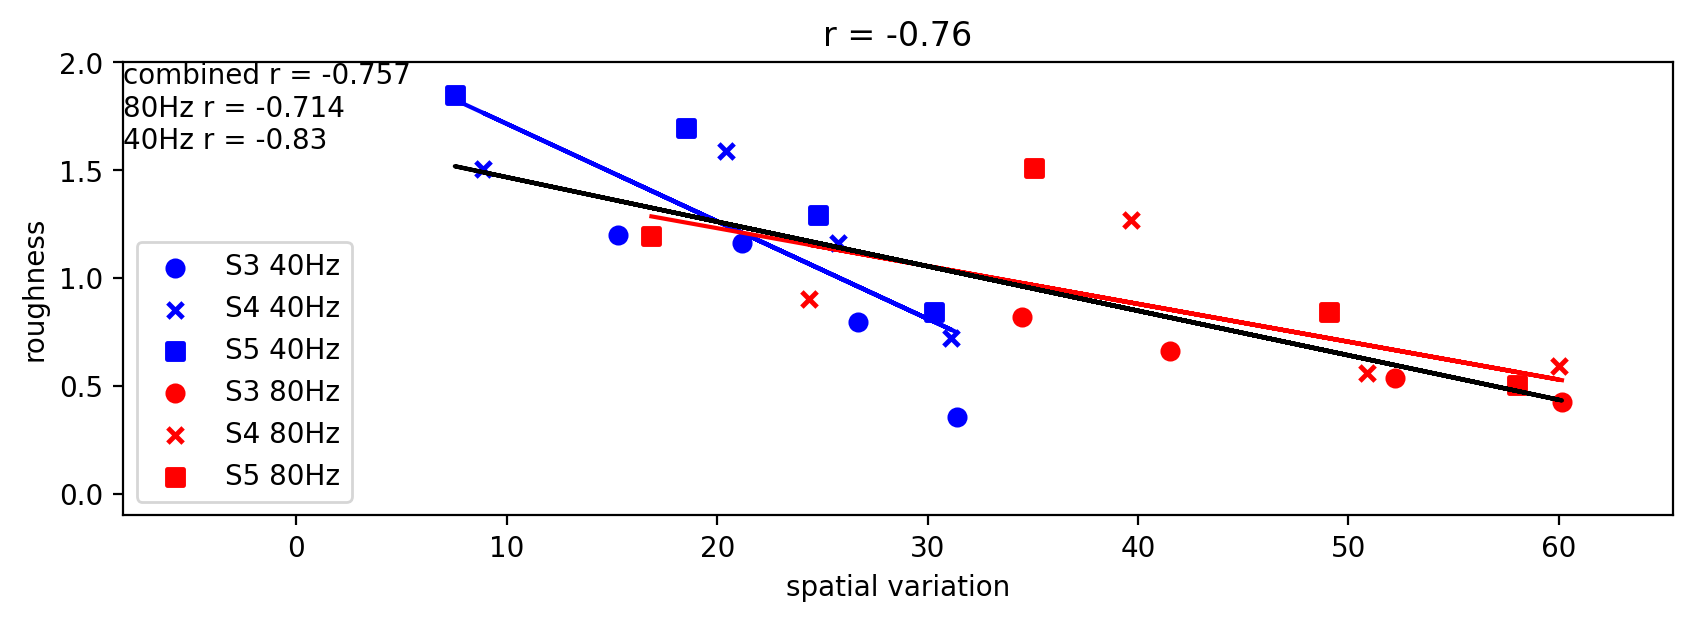 r = -0.76
combined r = -0.757
80Hz r = -0.714
40Hz r = -0.83
2.0
1.5
1.0
0.5
0.0
roughness
S3 40Hz
S4 40Hz
S5 40Hz
S3 80Hz
S4 80Hz
S5 80Hz
0 10 20 30 40 50 60
spatial variation